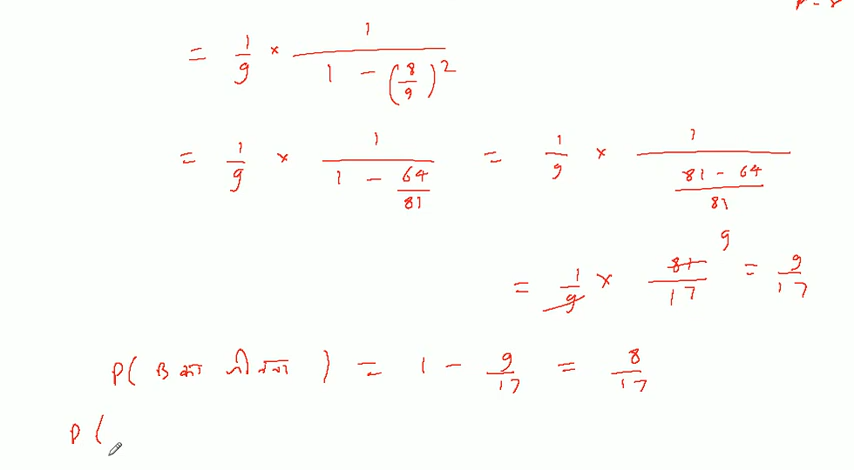 = 1/9 × 1/(1 - (8/9)^2)
= 1/9 × 1/(1 - 64/81) = 1/9 × 1/((81 - 64)/81)
= 1/9 × 81/17 9 = 9/17
P( B का जीतना ) = 1 - 9/17 = 8/17
P (